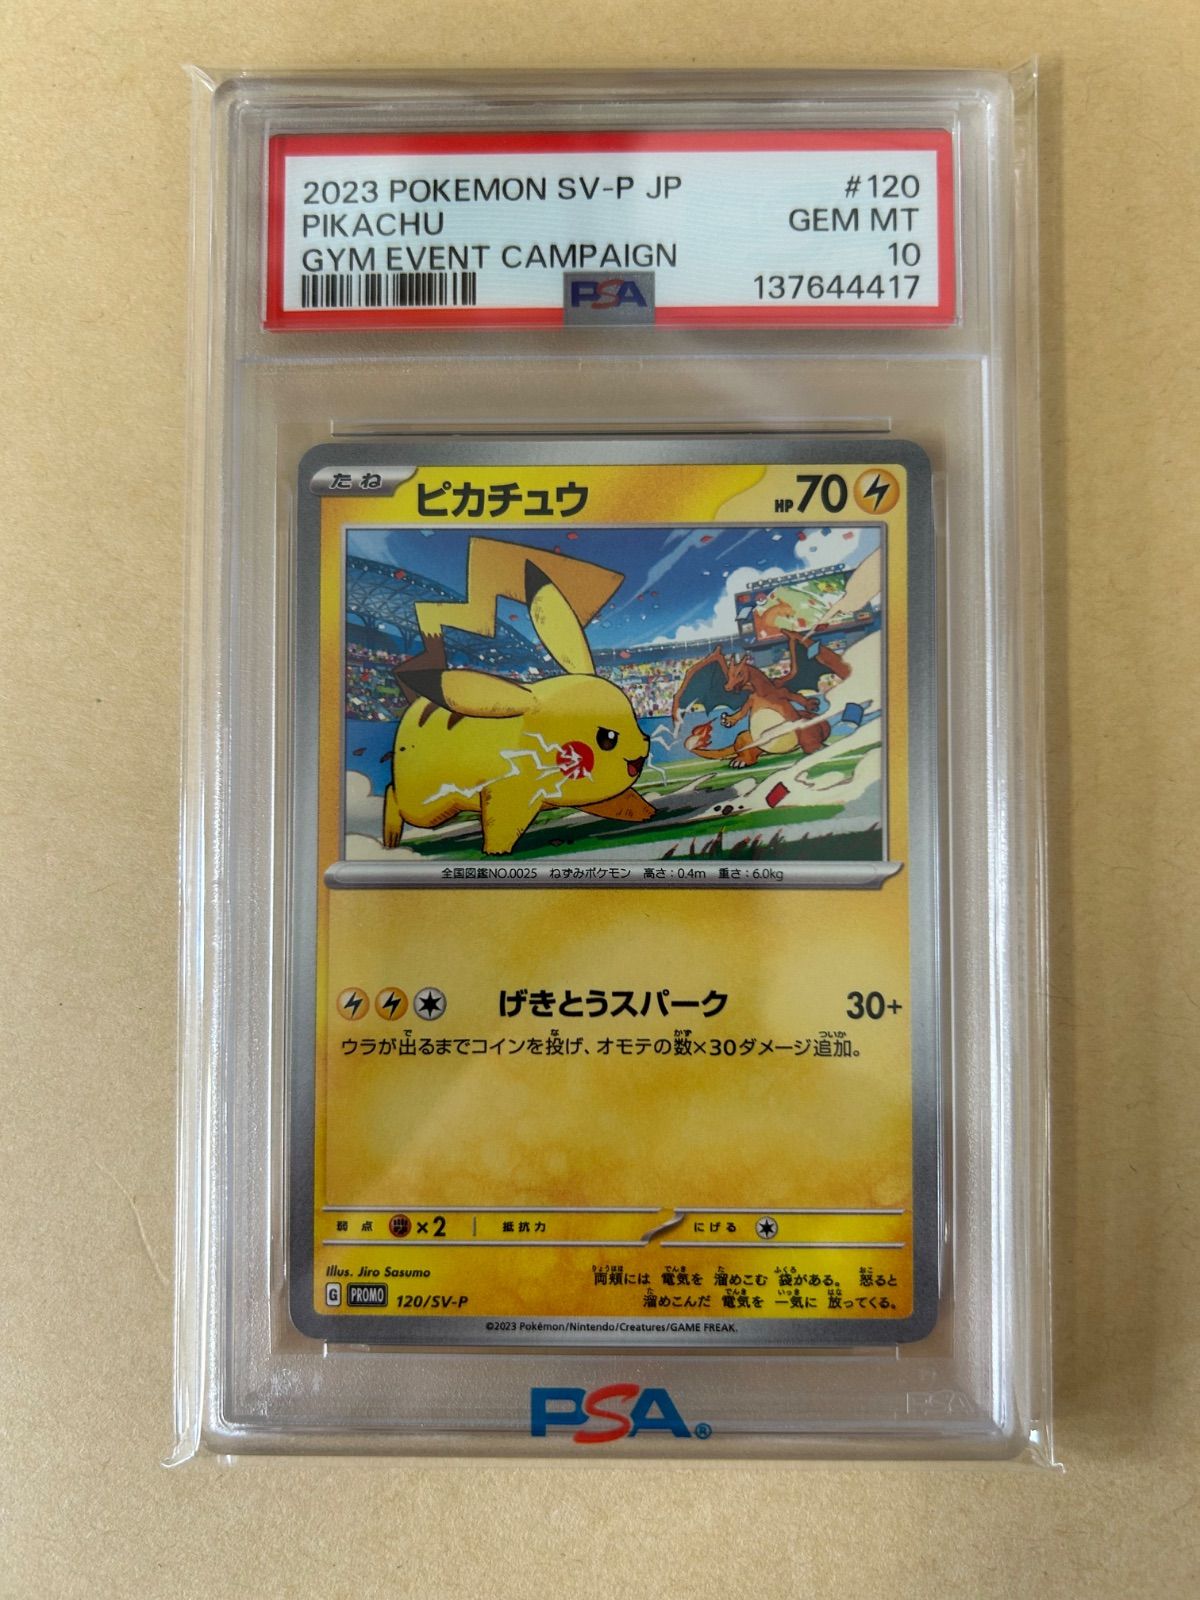 2023 POKEMON SV-P JP #120
PIKACHU GEM MT
GYM EVENT CAMPAIGN 10
PSA 137644417
たね ピカチュウ HP 70
全国図鑑NO.0025 ねずみポケモン 高さ:0.4m 重さ:6.0kg
げきとうスパーク 30+
ウラが出るまでコインを投げ、オモテの数×30ダメージ追加。
弱点 ×2 抵抗力 にげる
Illus. Jiro Sasumo
両頬には 電気を 溜めこむ 袋がある。 怒ると
溜めこんだ 電気を 一気に 放ってくる。
G PROMO 120/SV-P
©2023 Pokémon/Nintendo/Creatures/GAME FREAK.
PSA®